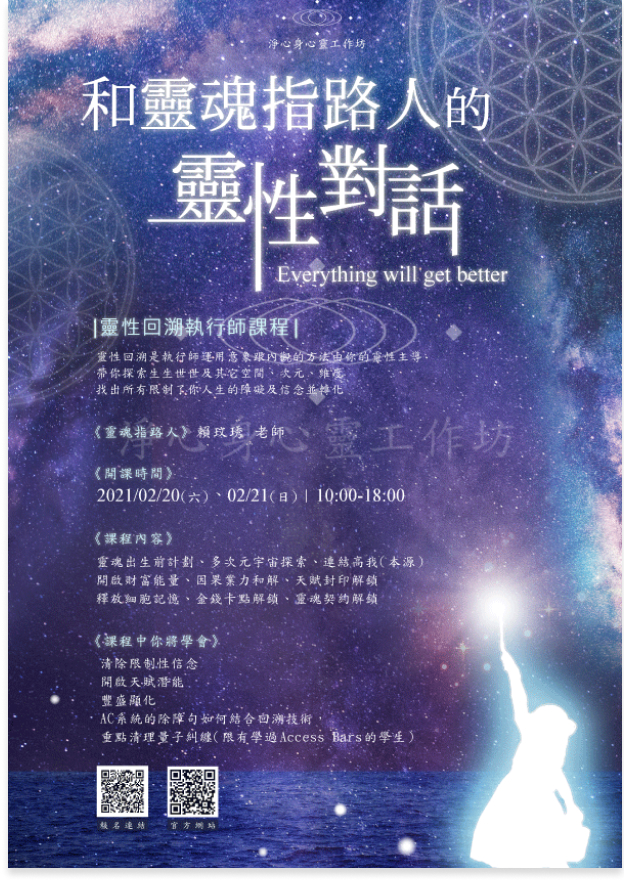 淨心身心靈工作坊
和靈魂指路人的
靈性對話
Everything will get better
|靈性回溯執行師課程|
靈性回溯是執行師運用意象跟內御的方法由你的靈性主導，
帶你探索生生世世及其它空間、次元、維度
找出所有限制了你人生的障礙及信念並轉化
《靈魂指路人》賴玟琇 老師
淨心身心靈工作坊
《開課時間》
2021/02/20(六)、02/21(日)| 10:00-18:00
《課程內容》
靈魂出生前計劃、多次元宇宙探索、連結高我(本源)
開啟財富能量、因果業力和解、天賦封印解鎖
釋放細胞記憶、金錢卡點解鎖、靈魂契約解鎖
《課程中你將學會》
清除限制性信念
開啟天賦潛能
豐盛顯化
AC系統的除障句如何結合回溯技術，
重點清理量子糾纏(限有學過Access Bars的學生)
報名連結 官方網站